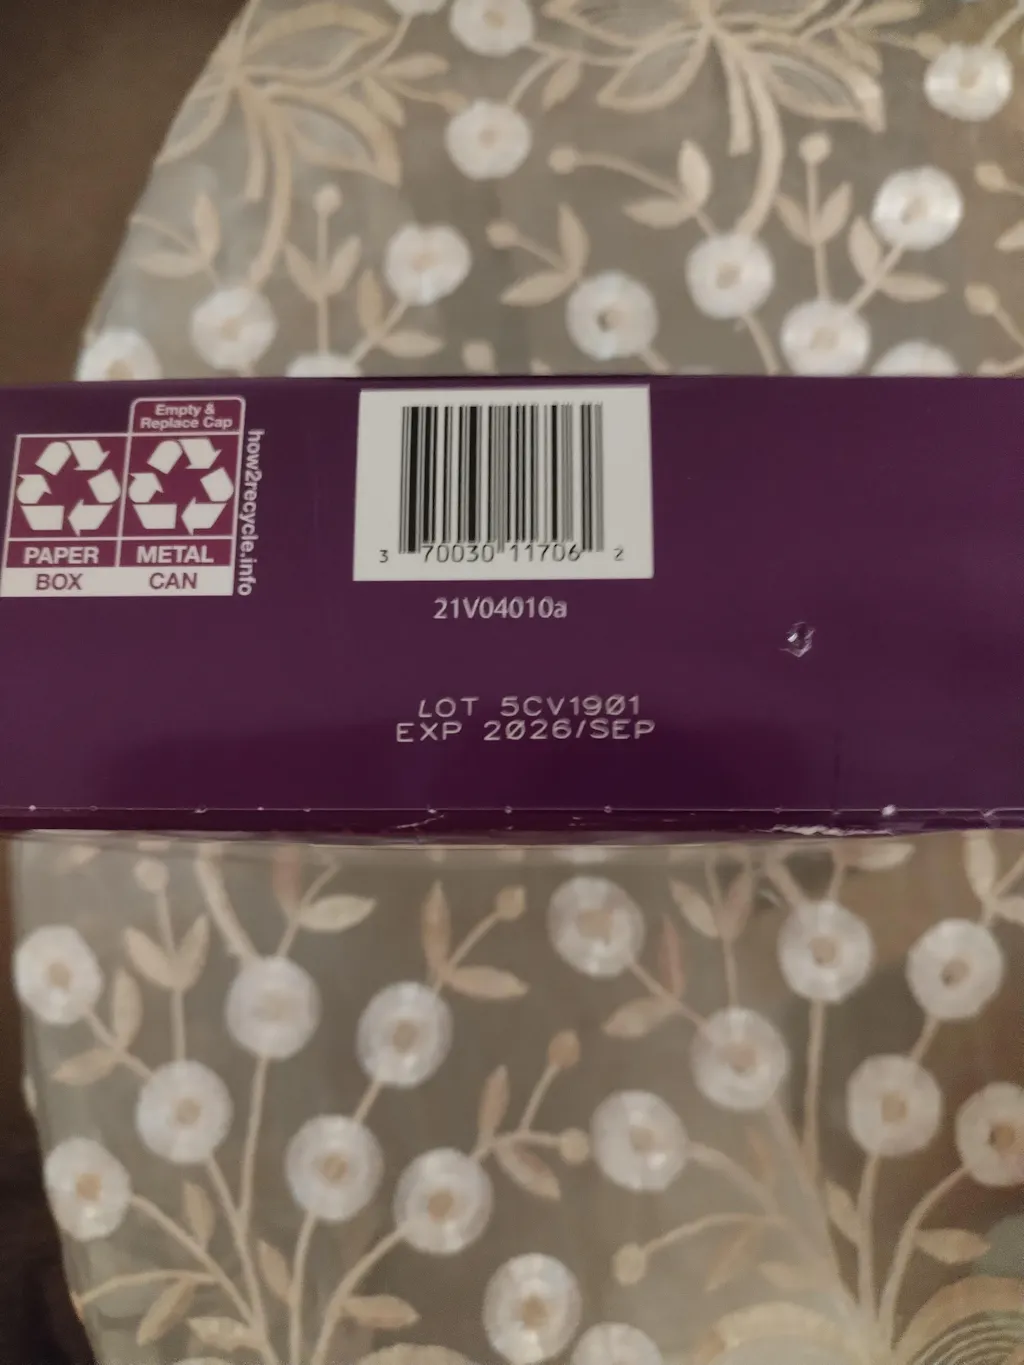 Empty &
Replace Cap
how2recycle.info
PAPER METAL
BOX CAN
3 70030 11706 2
21V04010a
LOT 5CV1901
EXP 2026/SEP